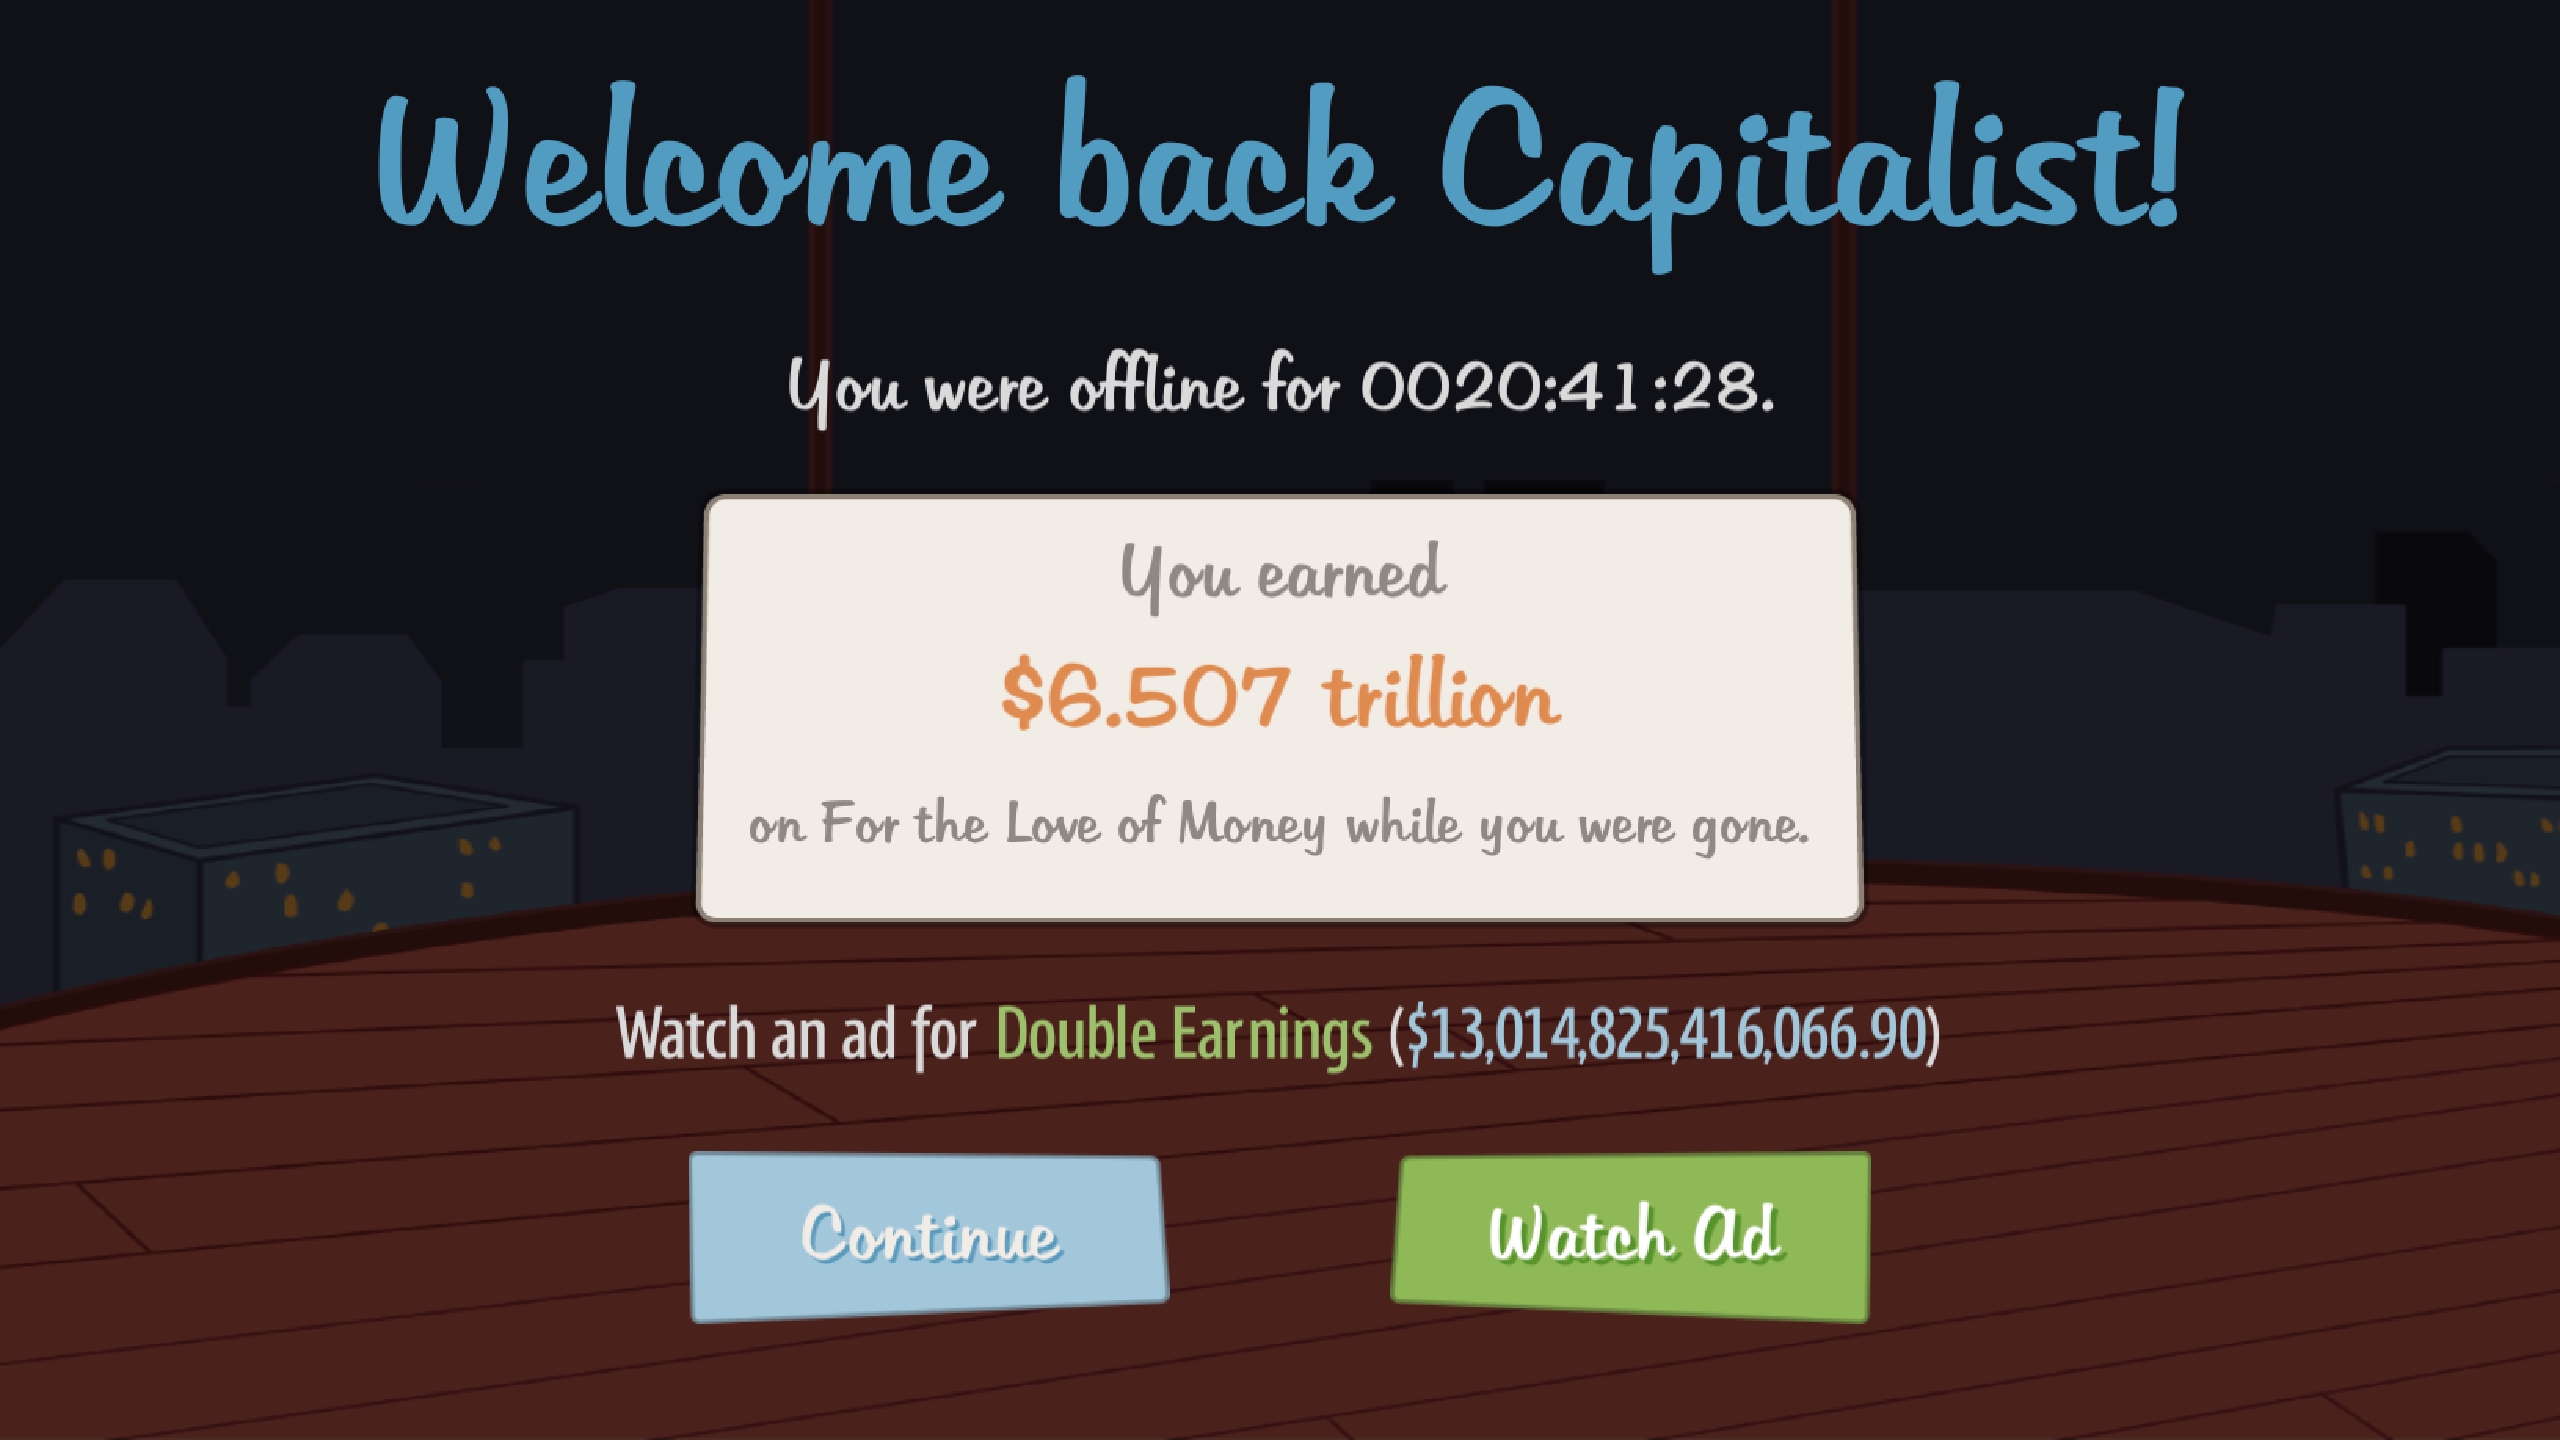 Welcome back Capitalist!
You were offline for 0020:41:28.
You earned
$6.507 trillion
on For the Love of Money while you were gone.
Watch an ad for Double Earnings ($13,014,825,416,066.90)
Continue
Watch Ad